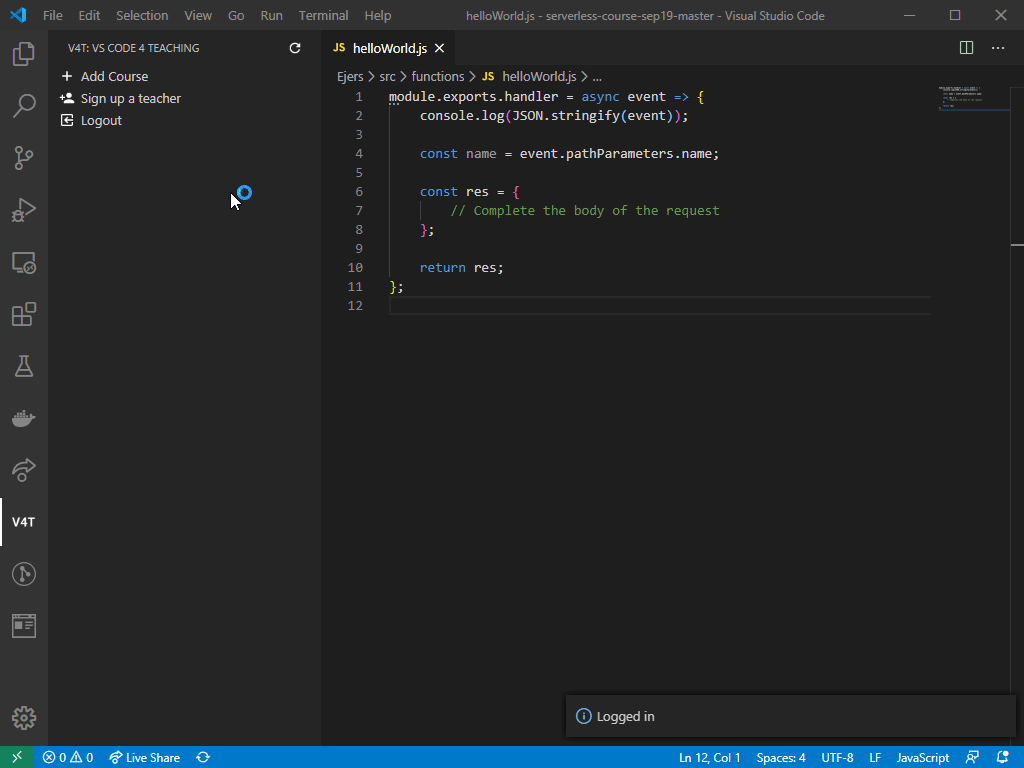 File Edit Selection View Go Run Terminal Help helloWorld.js - serverless-course-sep19-master - Visual Studio Code
V4T: VS CODE 4 TEACHING
Add Course
Sign up a teacher
Logout
V4T
JS helloWorld.js
Ejers > src > functions > JS helloWorld.js > ...
1 module.exports.handler = async event => {
2     console.log(JSON.stringify(event));
3
4     const name = event.pathParameters.name;
5
6     const res = {
7         // Complete the body of the request
8     };
9
10     return res;
11 };
12
Logged in
0 0 Live Share Ln 12, Col 1 Spaces: 4 UTF-8 LF JavaScript